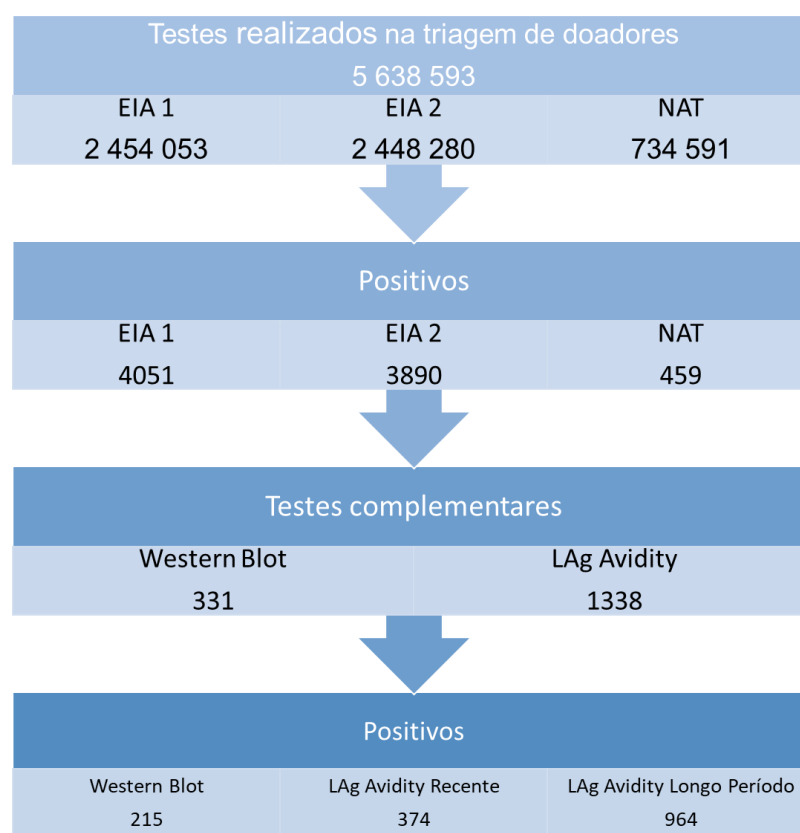 Testes realizados na triagem de doadores
5 638 593
EIA 1 EIA 2 NAT
2 454 053 2 448 280 734 591
Positivos
EIA 1 EIA 2 NAT
4051 3890 459
Testes complementares
Western Blot LAg Avidity
331 1338
Positivos
Western Blot LAg Avidity Recente LAg Avidity Longo Período
215 374 964